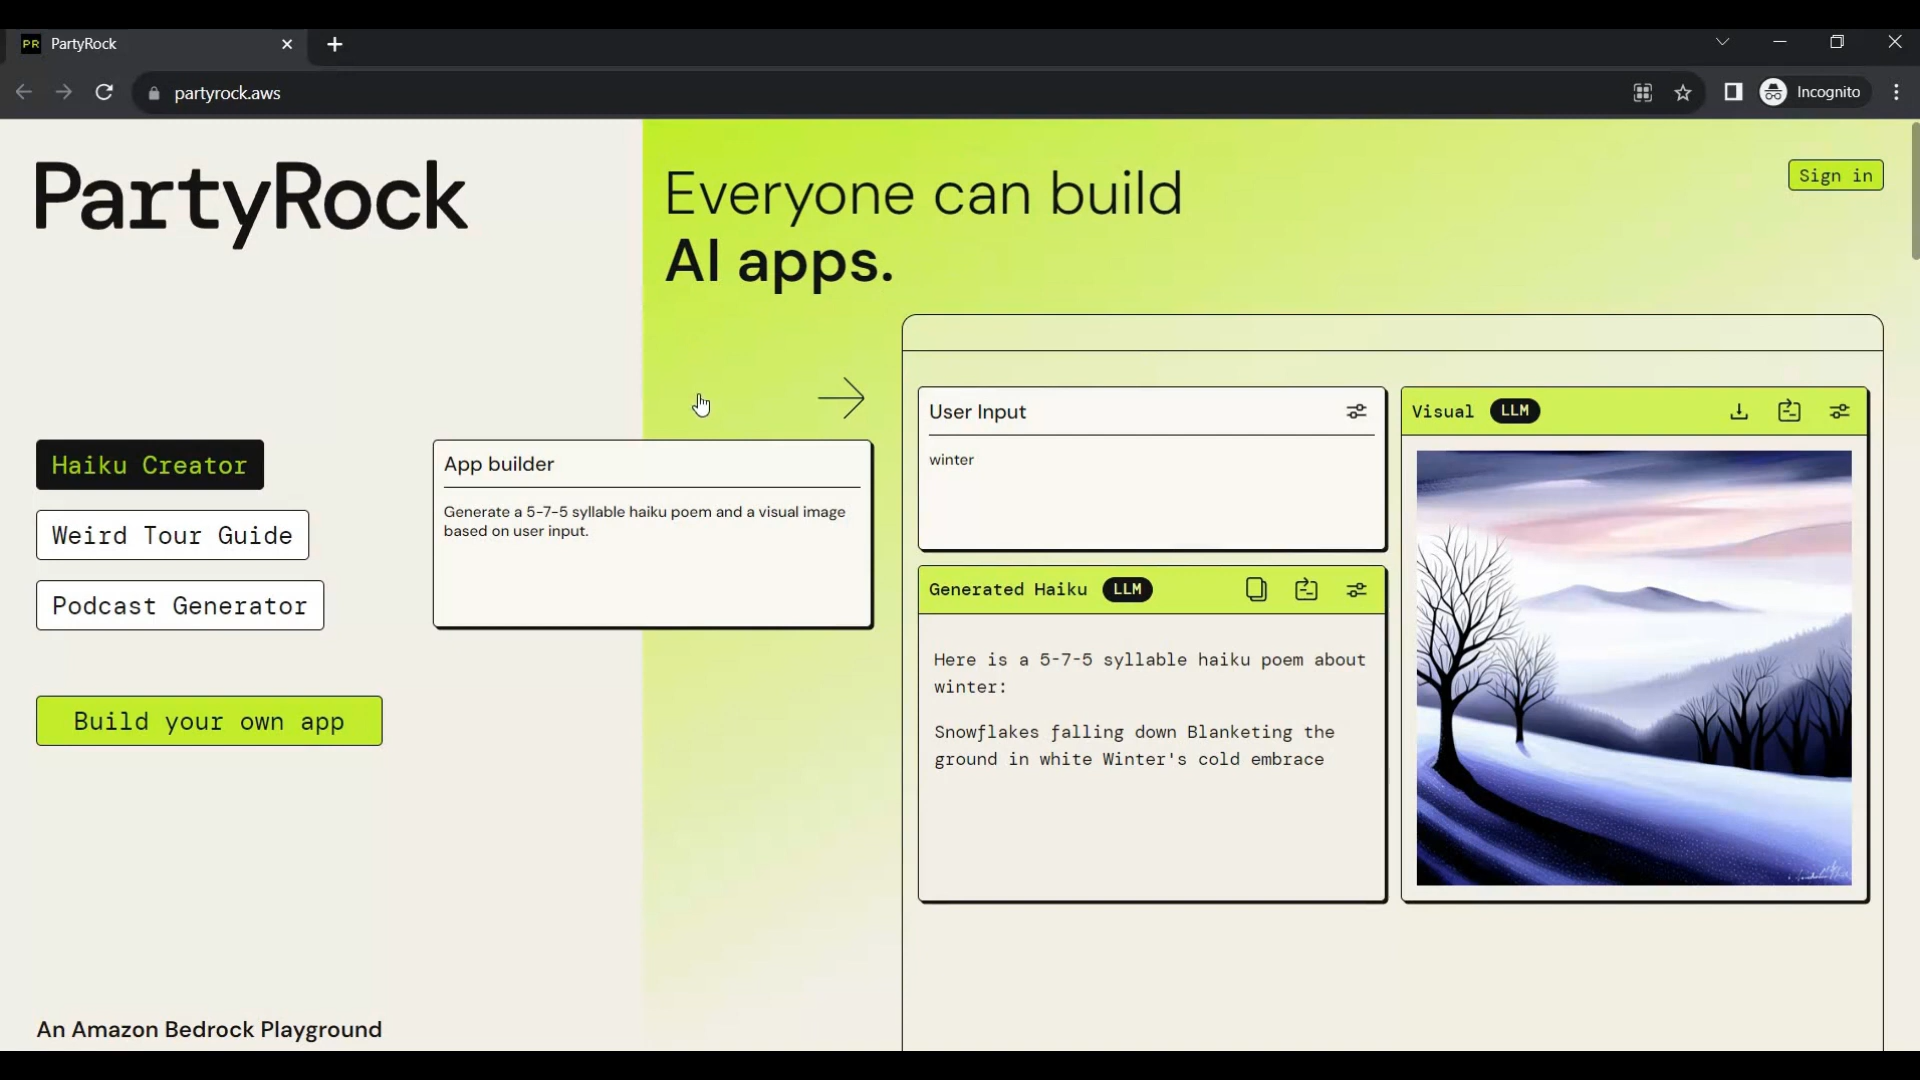 PR PartyRock
partyrock.aws
Incognito
PartyRock
Everyone can build
AI apps.
Sign in
Haiku Creator
Weird Tour Guide
Podcast Generator
Build your own app
App builder
Generate a 5-7-5 syllable haiku poem and a visual image
based on user input.
User Input
winter
Generated Haiku LLM
Here is a 5-7-5 syllable haiku poem about
winter:
Snowflakes falling down Blanketing the
ground in white Winter's cold embrace
Visual LLM
An Amazon Bedrock Playground